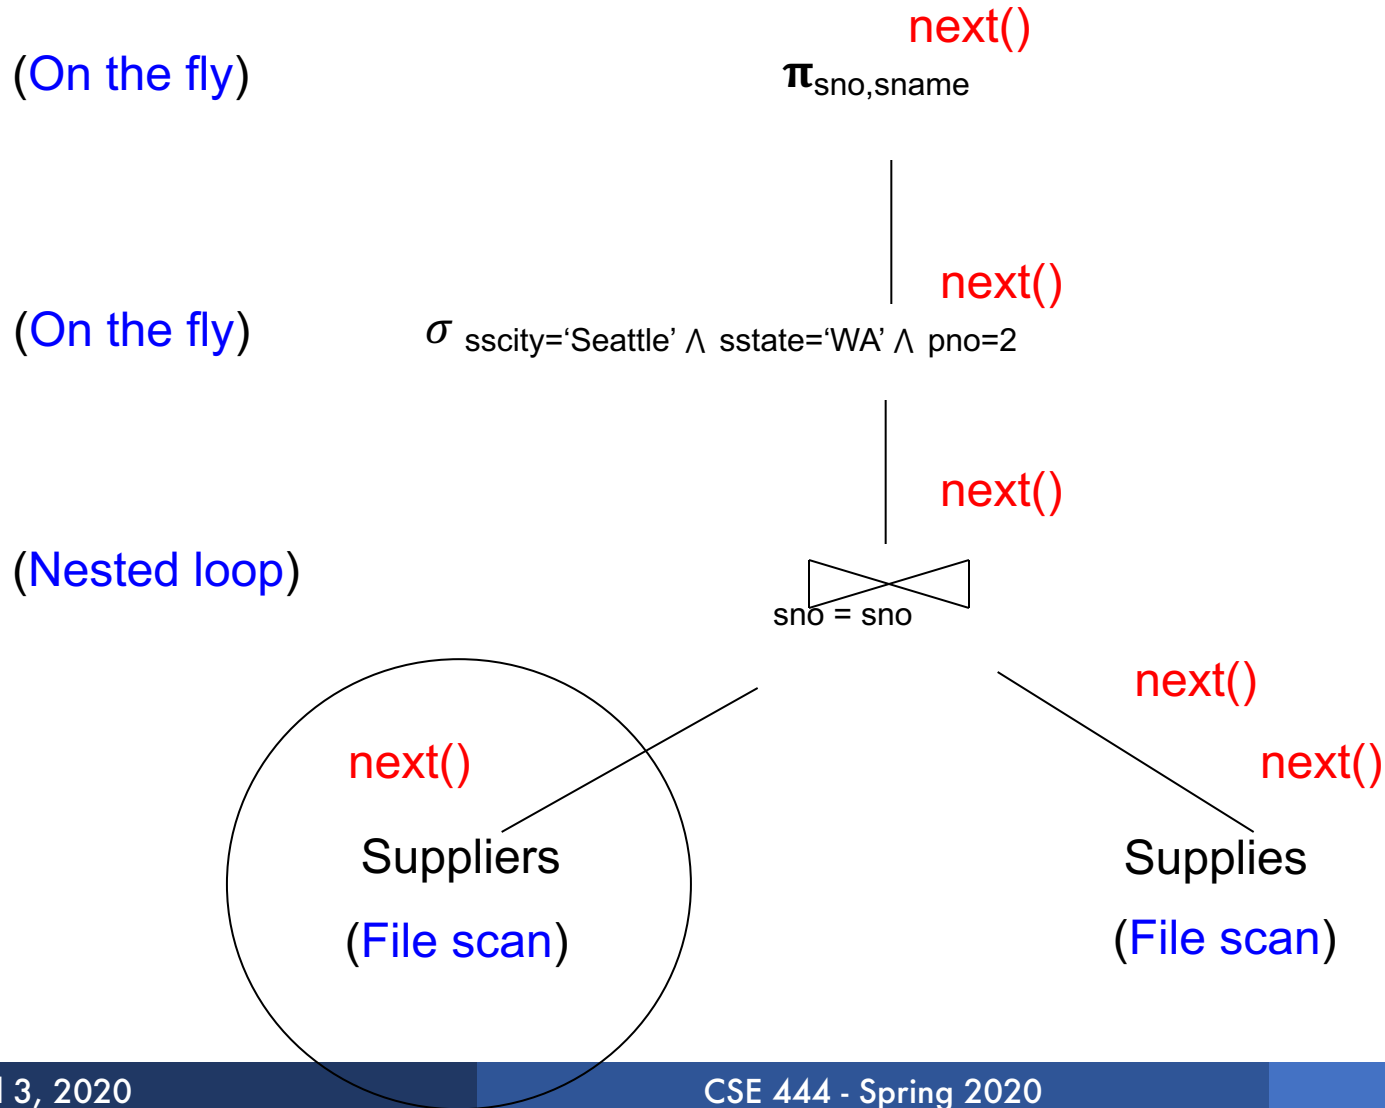 next()
(On the fly) πsno,sname
next()
(On the fly) σ sscity=‘Seattle’ ∧ sstate=‘WA’ ∧ pno=2
next()
(Nested loop)
sno = sno
next()
next() next()
Suppliers Supplies
(File scan) (File scan)
3, 2020 CSE 444 - Spring 2020